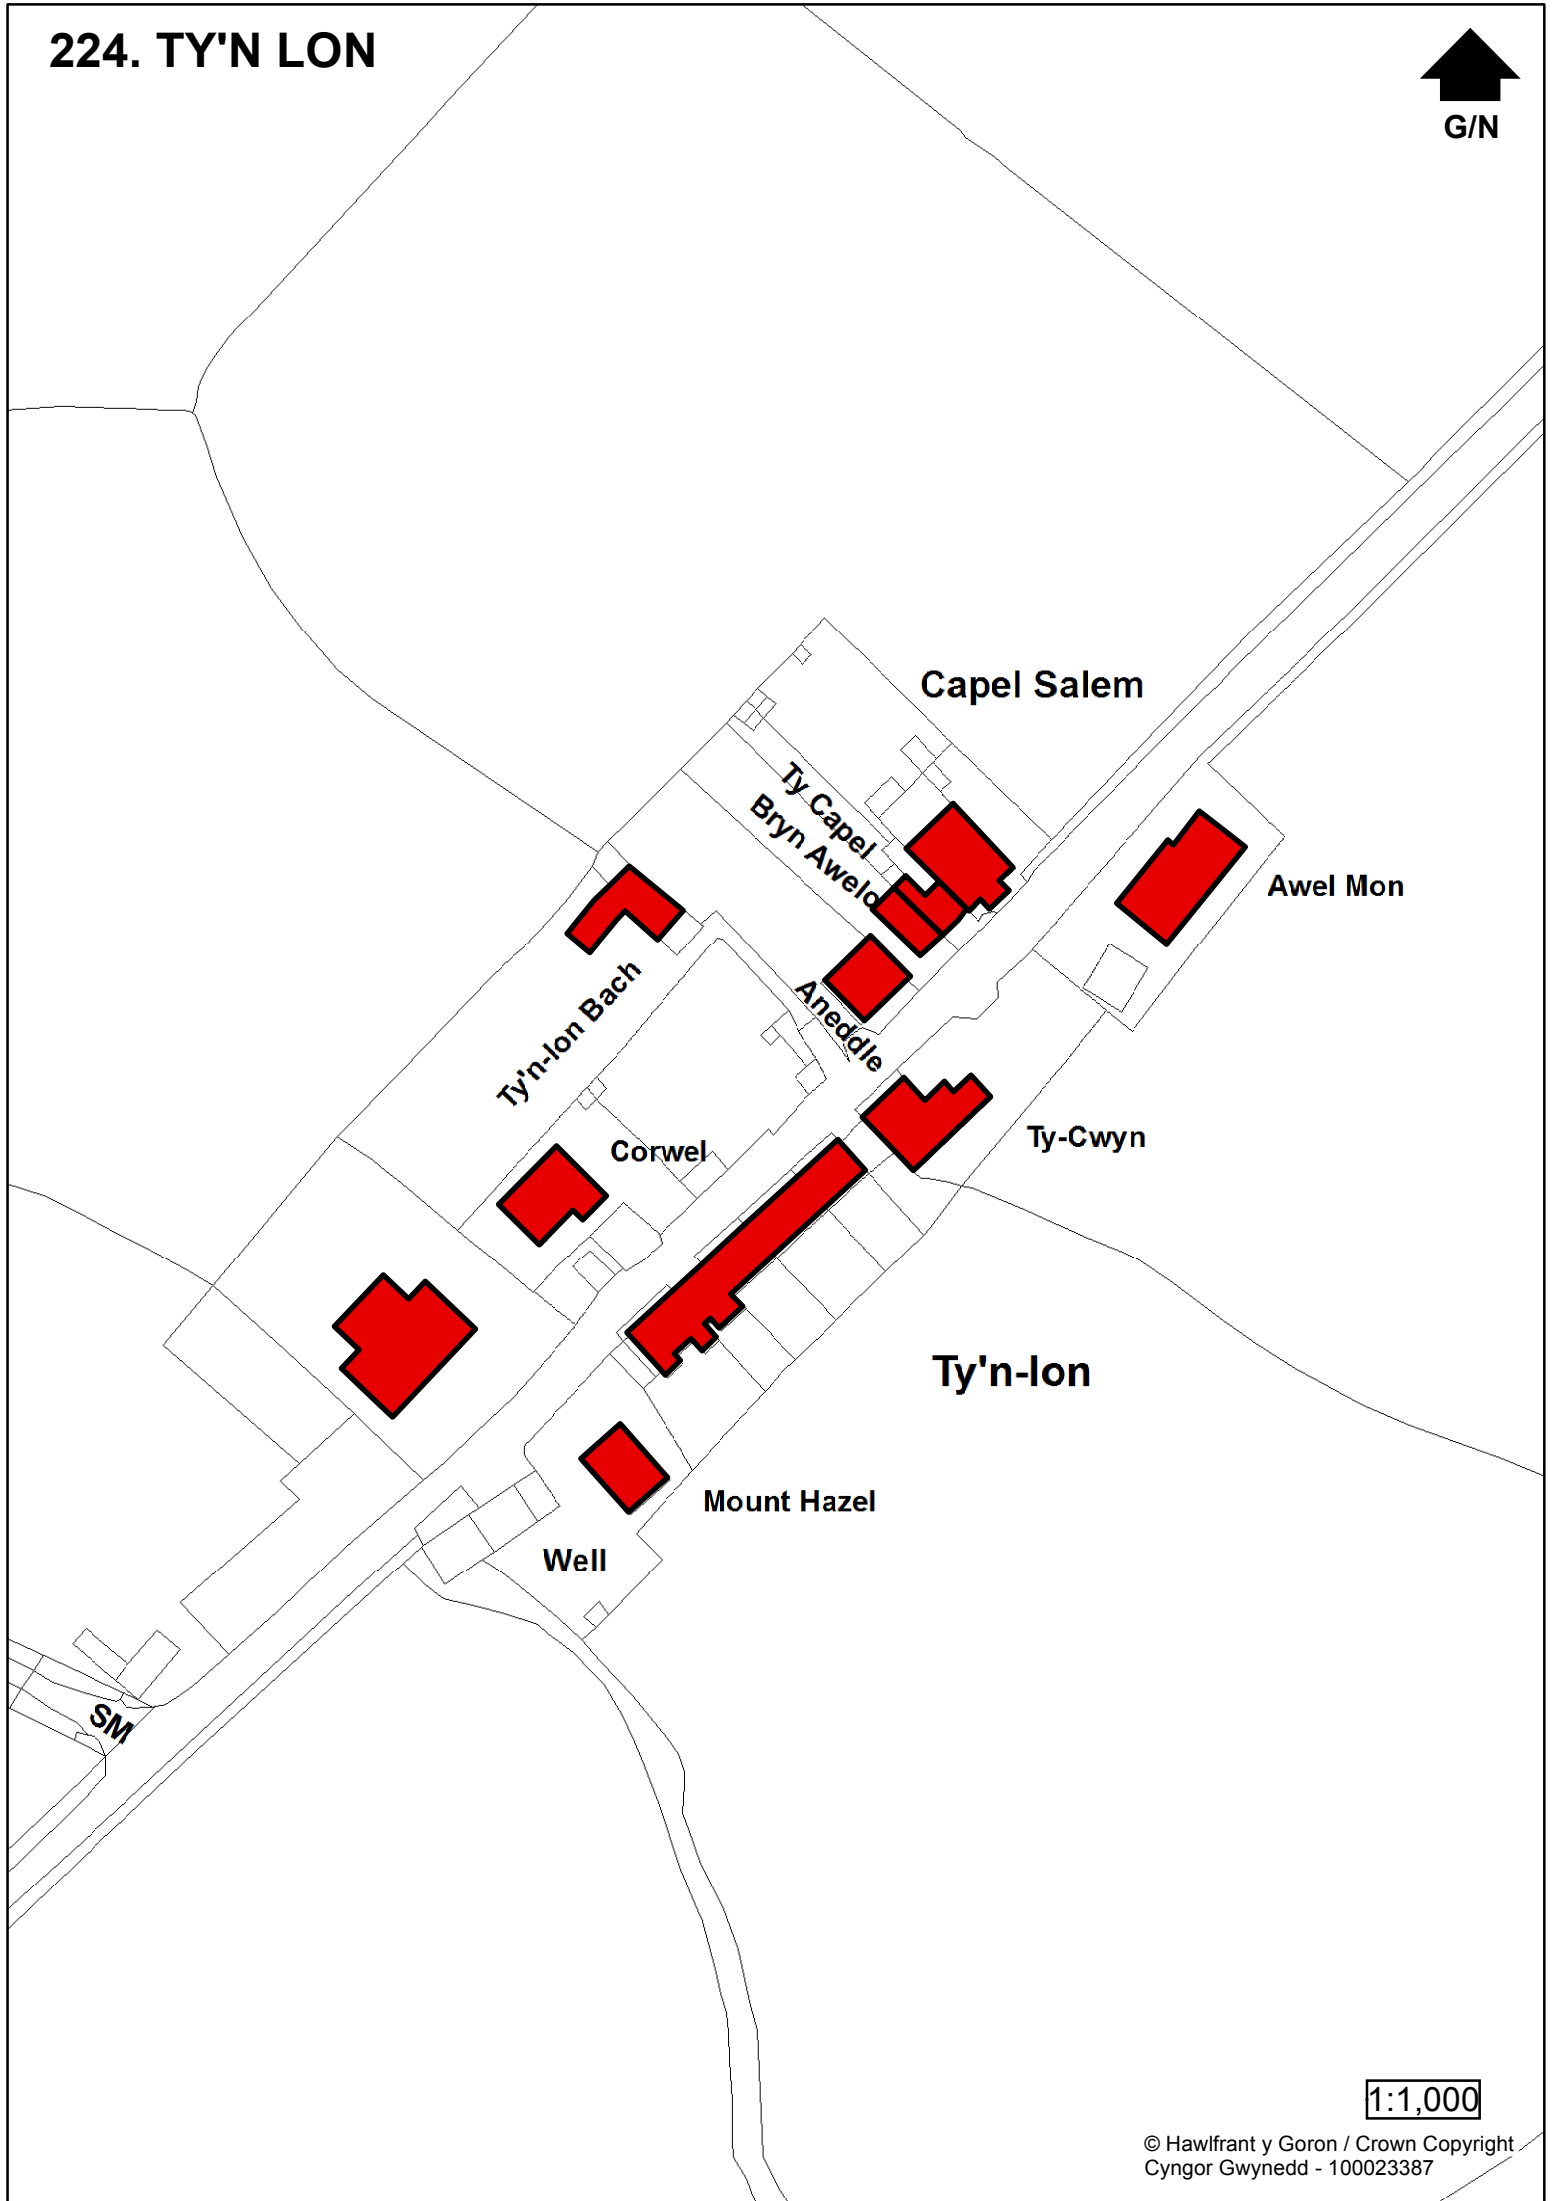 224. TY'N LON
G/N
Capel Salem
Ty Capel
Bryn Awelo
Awel Mon
Aneddle
Ty'n-lon Bach
Ty-Cwyn
Corwel
Ty'n-lon
Mount Hazel
Well
SM
1:1,000
© Hawlfrant y Goron / Crown Copyright
Cyngor Gwynedd - 100023387